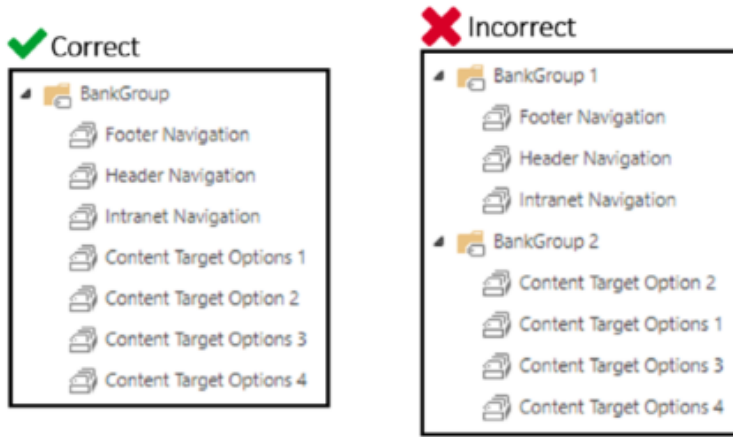 Correct
BankGroup
Footer Navigation
Header Navigation
Intranet Navigation
Content Target Options 1
Content Target Option 2
Content Target Options 3
Content Target Options 4
Incorrect
BankGroup 1
Footer Navigation
Header Navigation
Intranet Navigation
BankGroup 2
Content Target Option 2
Content Target Options 1
Content Target Options 3
Content Target Options 4